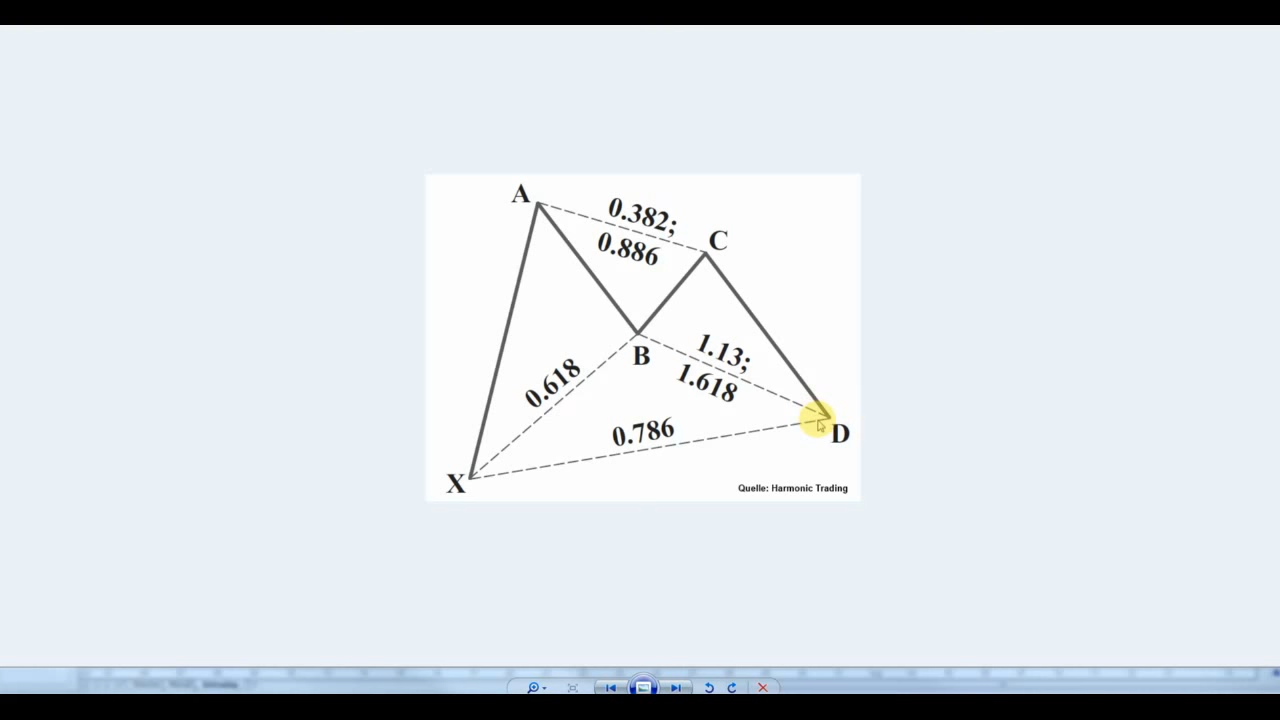 A
0.382;
0.886
C
B
1.13;
1.618
0.618
0.786
D
X
Quelle: Harmonic Trading